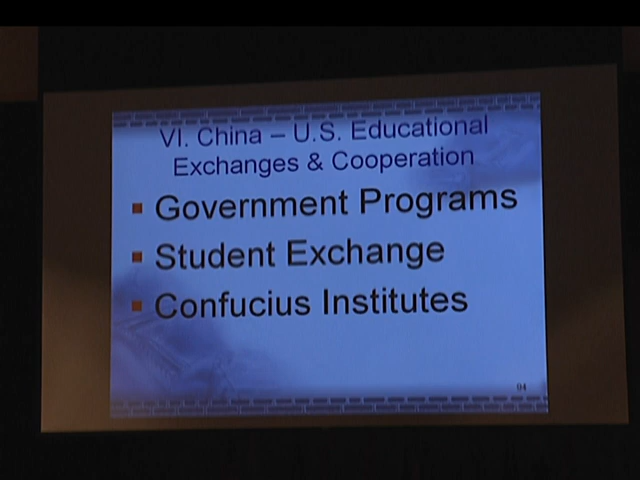 VI. China – U.S. Educational
Exchanges & Cooperation
Government Programs
Student Exchange
Confucius Institutes
94